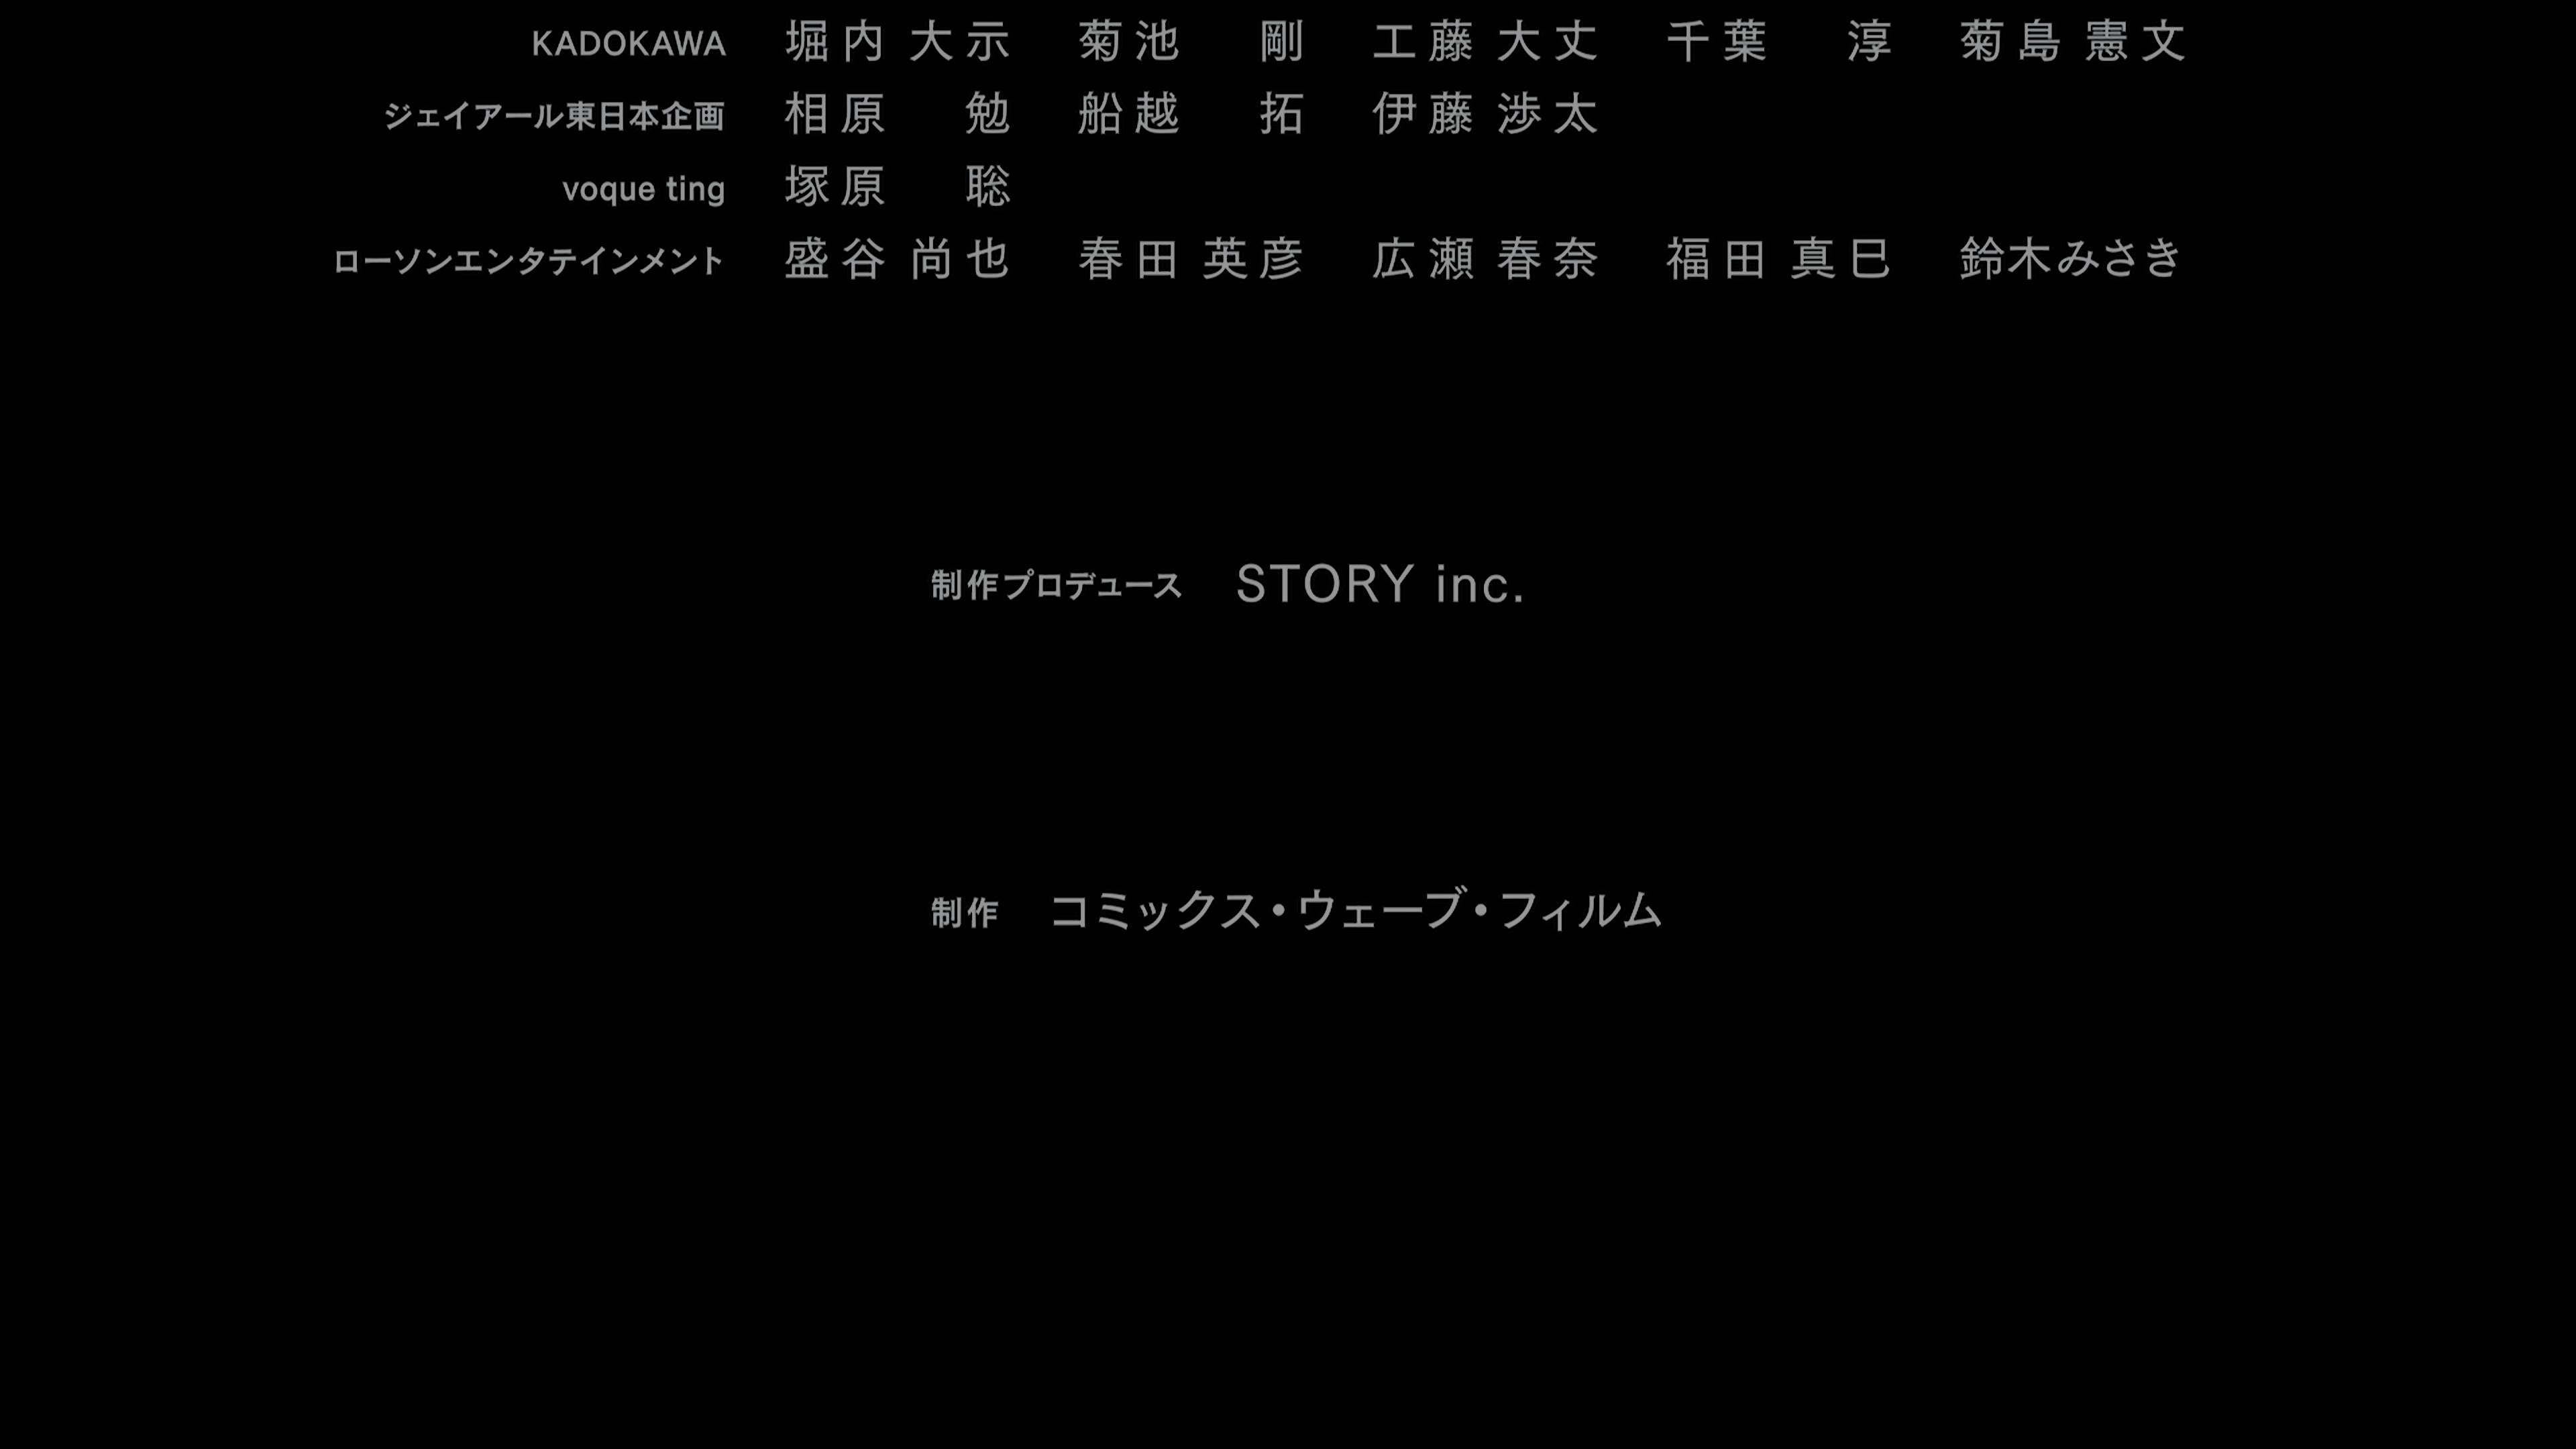 KADOKAWA 堀内大示 菊池 剛 工藤大丈 千葉 淳 菊島憲文
ジェイアール東日本企画 相原 勉 船越 拓 伊藤渉太
voque ting 塚原 聡
ローソンエンタテインメント 盛谷尚也 春田英彦 広瀬春奈 福田真巳 鈴木みさき
制作プロデュース STORY inc.
制作 コミックス・ウェーブ・フィルム